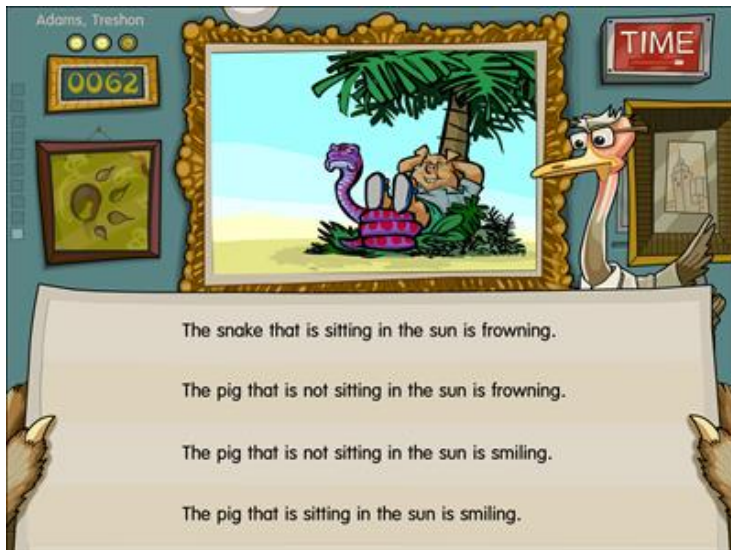 Adams, Treshon
0062
TIME
The snake that is sitting in the sun is frowning.
The pig that is not sitting in the sun is frowning.
The pig that is not sitting in the sun is smiling.
The pig that is sitting in the sun is smiling.